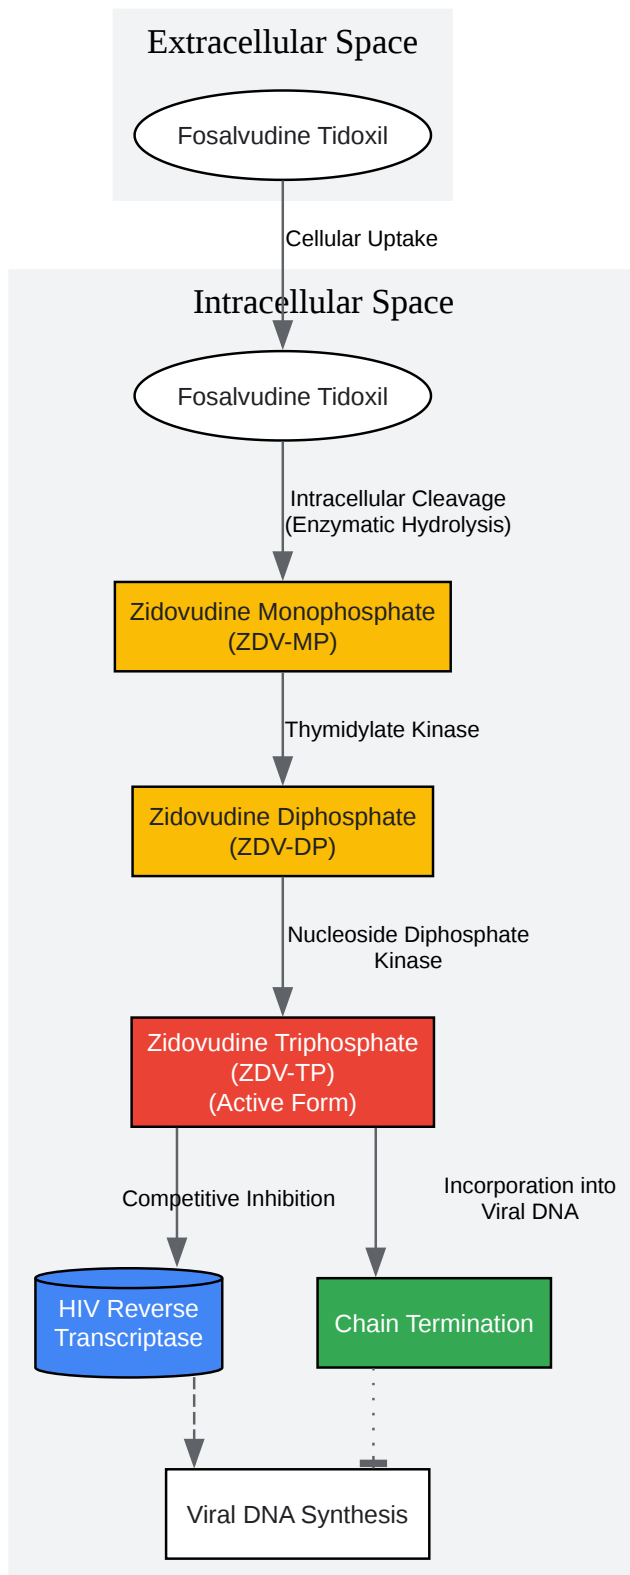 Extracellular Space
Fosalvudine Tidoxil
Cellular Uptake
Intracellular Space
Fosalvudine Tidoxil
Intracellular Cleavage
(Enzymatic Hydrolysis)
Zidovudine Monophosphate
(ZDV-MP)
Thymidylate Kinase
Zidovudine Diphosphate
(ZDV-DP)
Nucleoside Diphosphate
Kinase
Zidovudine Triphosphate
(ZDV-TP)
(Active Form)
Competitive Inhibition
Incorporation into
Viral DNA
HIV Reverse
Transcriptase
Chain Termination
Viral DNA Synthesis